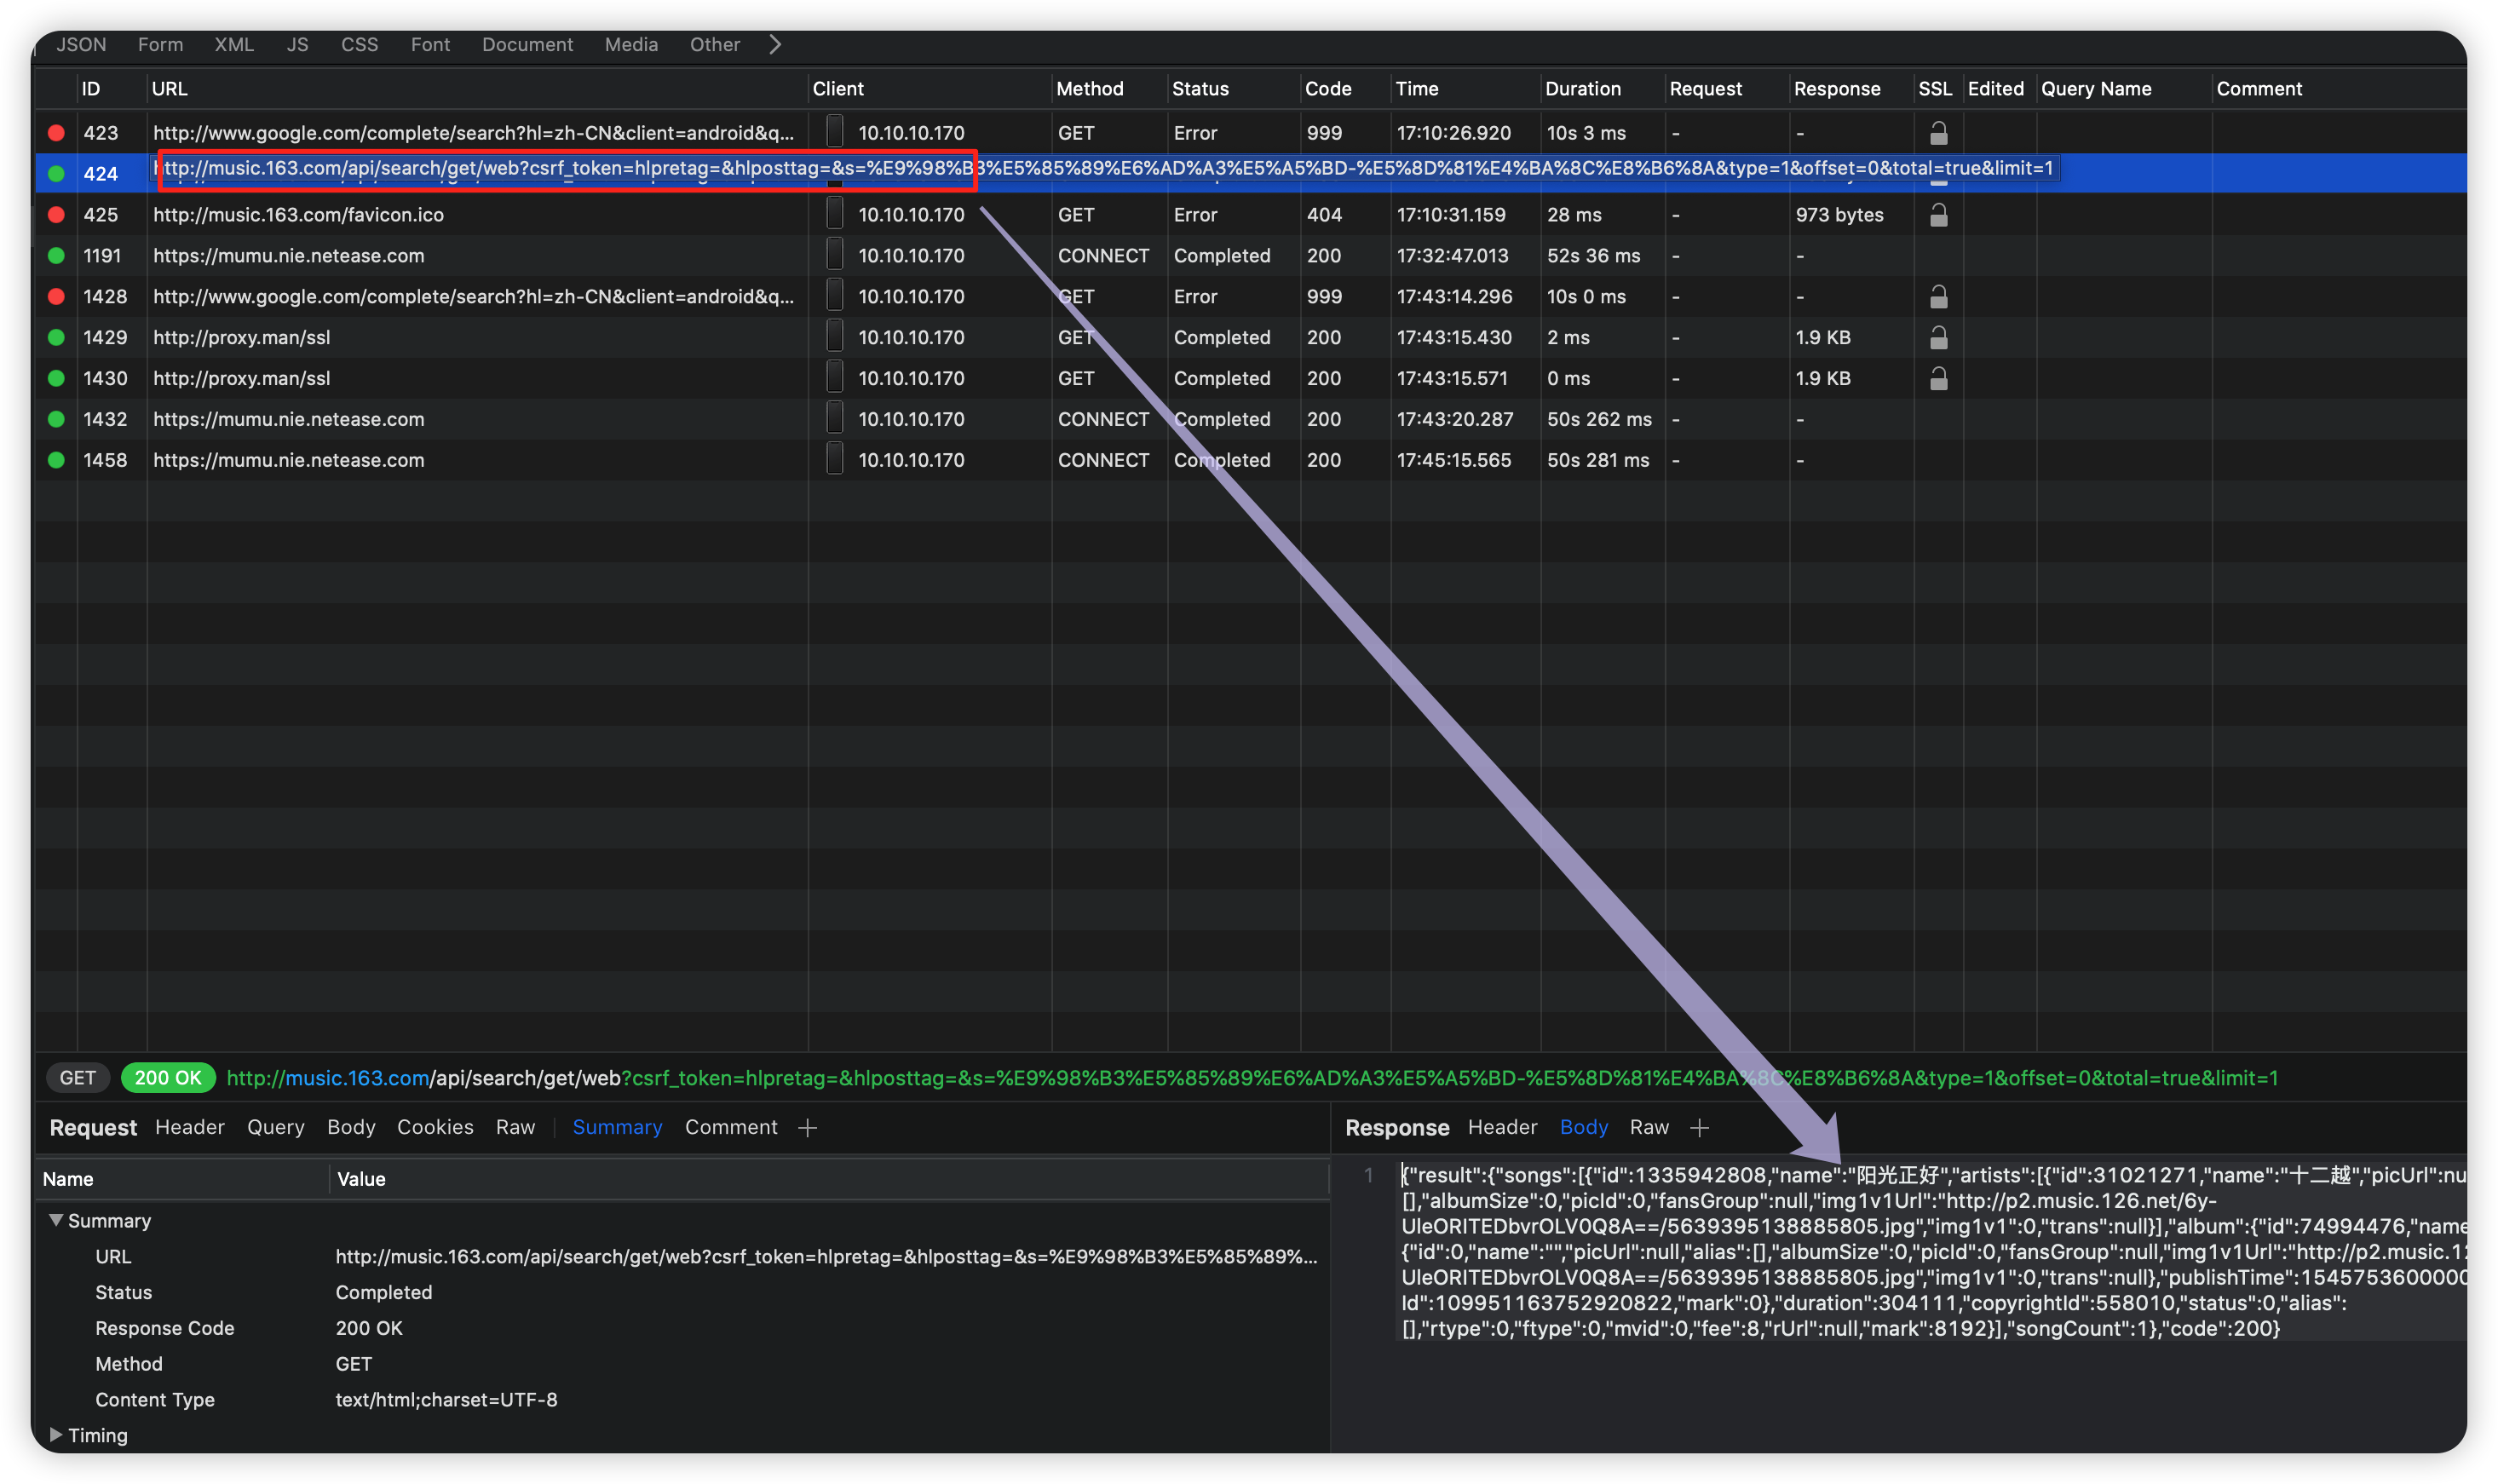 JSON Form XML JS CSS Font Document Media Other
ID URL Client Method Status Code Time Duration Request Response SSL Edited Query Name Comment
423 http://www.google.com/complete/search?hl=zh-CN&client=android&q... 10.10.10.170 GET Error 999 17:10:26.920 10s 3 ms - -
424 http://music.163.com/api/search/get/web?csrf_token=hlpretag=&hlposttag=&s=%E9%98%B3%E5%85%89%E6%AD%A3%E5%A5%BD-%E5%8D%81%E4%BA%8C%E8%B6%8A&type=1&offset=0&total=true&limit=1
425 http://music.163.com/favicon.ico 10.10.10.170 GET Error 404 17:10:31.159 28 ms - 973 bytes
1191 https://mumu.nie.netease.com 10.10.10.170 CONNECT Completed 200 17:32:47.013 52s 36 ms - -
1428 http://www.google.com/complete/search?hl=zh-CN&client=android&q... 10.10.10.170 GET Error 999 17:43:14.296 10s 0 ms - -
1429 http://proxy.man/ssl 10.10.10.170 GET Completed 200 17:43:15.430 2 ms - 1.9 KB
1430 http://proxy.man/ssl 10.10.10.170 GET Completed 200 17:43:15.571 0 ms - 1.9 KB
1432 https://mumu.nie.netease.com 10.10.10.170 CONNECT Completed 200 17:43:20.287 50s 262 ms - -
1458 https://mumu.nie.netease.com 10.10.10.170 CONNECT Completed 200 17:45:15.565 50s 281 ms - -
GET 200 OK http://music.163.com/api/search/get/web?csrf_token=hlpretag=&hlposttag=&s=%E9%98%B3%E5%85%89%E6%AD%A3%E5%A5%BD-%E5%8D%81%E4%BA%8C%E8%B6%8A&type=1&offset=0&total=true&limit=1
Request Header Query Body Cookies Raw Summary Comment +
Name Value
Summary
URL http://music.163.com/api/search/get/web?csrf_token=hlpretag=&hlposttag=&s=%E9%98%B3%E5%85%89%...
Status Completed
Response Code 200 OK
Method GET
Content Type text/html;charset=UTF-8
Timing
Response Header Body Raw +
1 {"result":{"songs":[{"id":1335942808,"name":"阳光正好","artists":[{"id":31021271,"name":"十二越","picUrl":nu
[],"albumSize":0,"picId":0,"fansGroup":null,"img1v1Url":"http://p2.music.126.net/6y-
UleORITEDbvrOLV0Q8A==/5639395138885805.jpg","img1v1":0,"trans":null}],"album":{"id":74994476,"name
{"id":0,"name":"","picUrl":null,"alias":[],"albumSize":0,"picId":0,"fansGroup":null,"img1v1Url":"http://p2.music.12
UleORITEDbvrOLV0Q8A==/5639395138885805.jpg","img1v1":0,"trans":null},"publishTime":1545753600000
Id":109951163752920822,"mark":0},"duration":304111,"copyrightId":558010,"status":0,"alias":
[],"rtype":0,"ftype":0,"mvid":0,"fee":8,"rUrl":null,"mark":8192}],"songCount":1},"code":200}